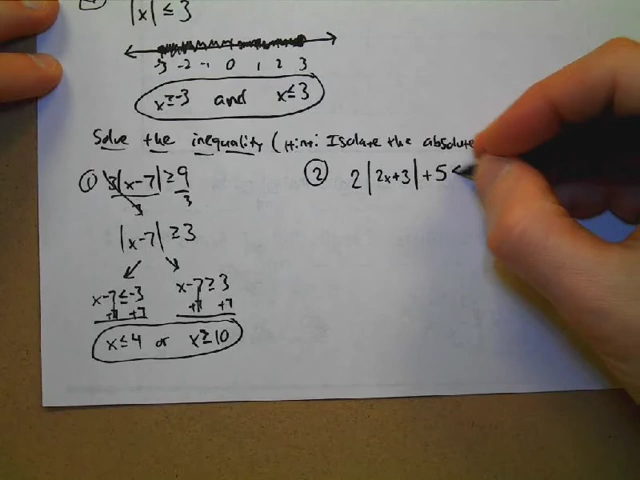 |x| ≤ 3
-3 -2 -1 0 1 2 3
x≥-3 and x≤3
Solve the inequality (Hint: Isolate the absolute
① 3|x-7| ≥ 9
3 3
|x-7| ≥ 3
x-7≤-3 x-7≥3
+7 +7 +7 +7
x≤4 or x≥10
② 2|2x+3|+5<